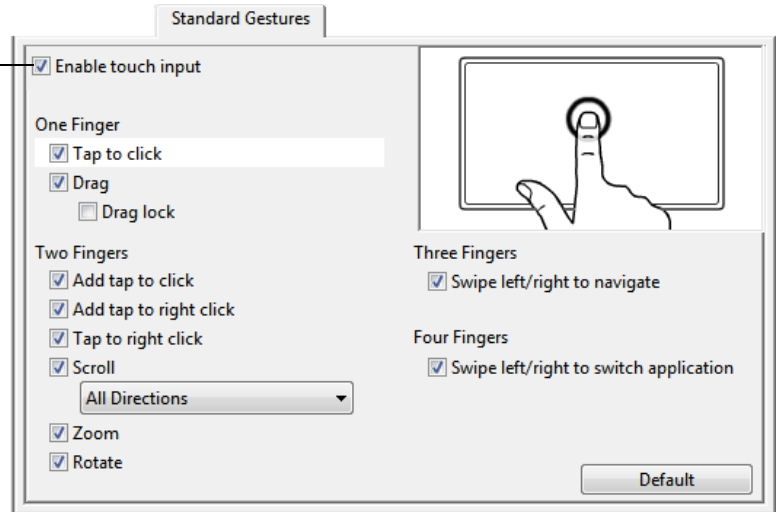 Standard Gestures
Enable touch input
One Finger
Tap to click
Drag
Drag lock
Two Fingers
Add tap to click
Add tap to right click
Tap to right click
Scroll
All Directions
Zoom
Rotate
Three Fingers
Swipe left/right to navigate
Four Fingers
Swipe left/right to switch application
Default